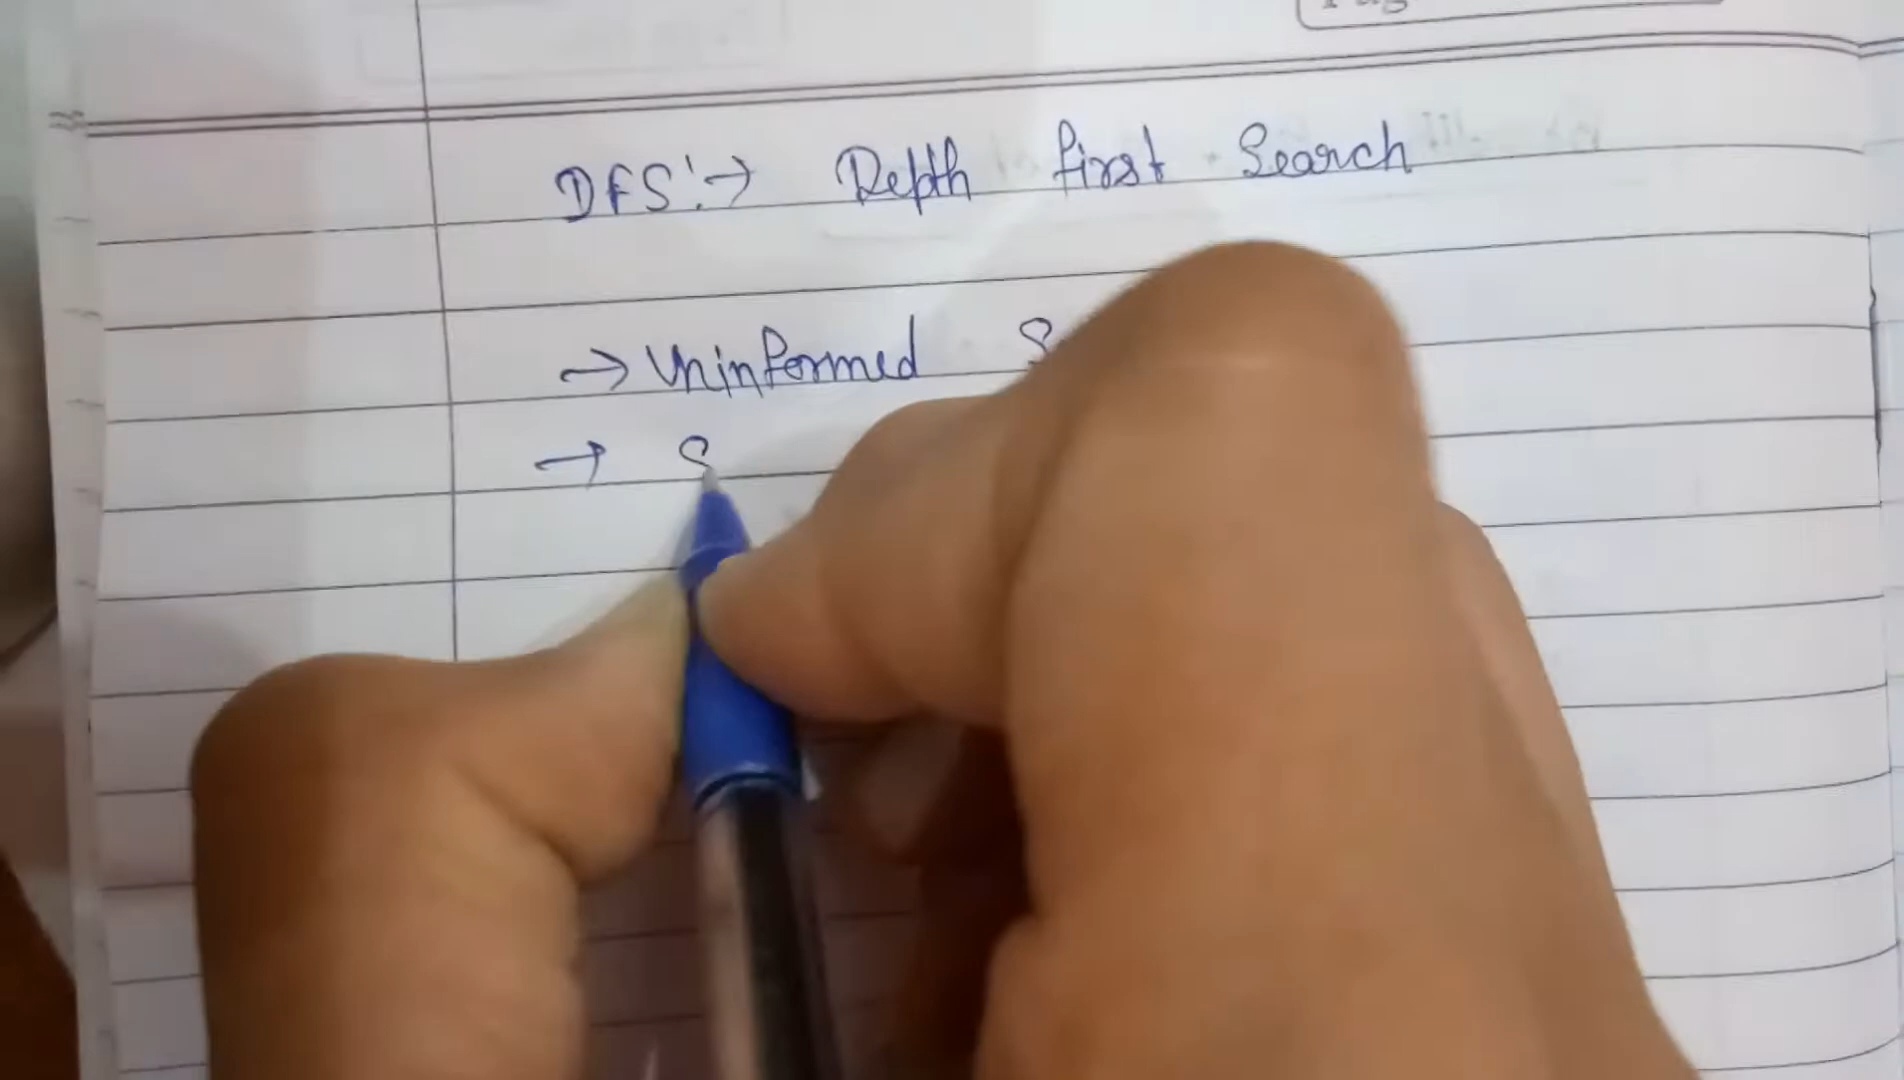 DFS:→ Depth first Search
→ Uninformed S
→ S